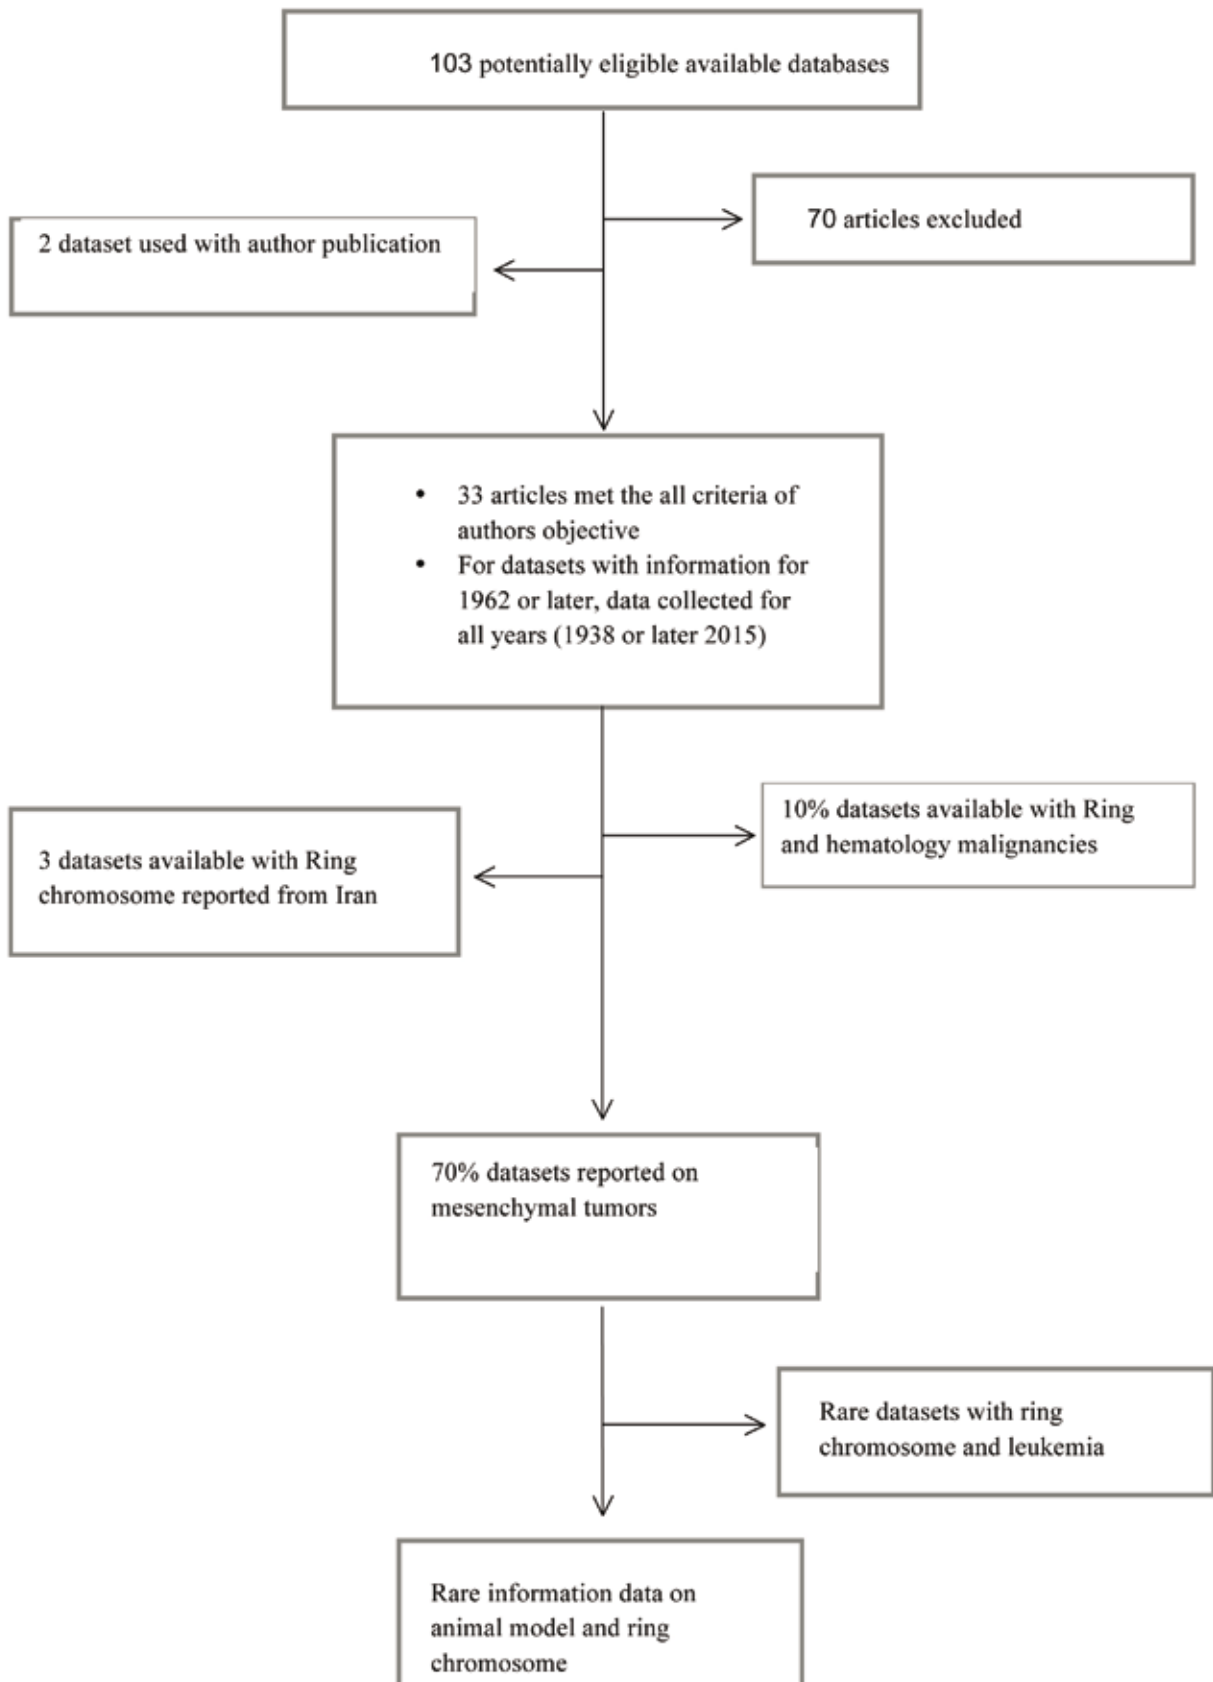 103 potentially eligible available databases
70 articles excluded
2 dataset used with author publication
• 33 articles met the all criteria of
authors objective
• For datasets with information for
1962 or later, data collected for
all years (1938 or later 2015)
10% datasets available with Ring
and hematology malignancies
3 datasets available with Ring
chromosome reported from Iran
70% datasets reported on
mesenchymal tumors
Rare datasets with ring
chromosome and leukemia
Rare information data on
animal model and ring
chromosome